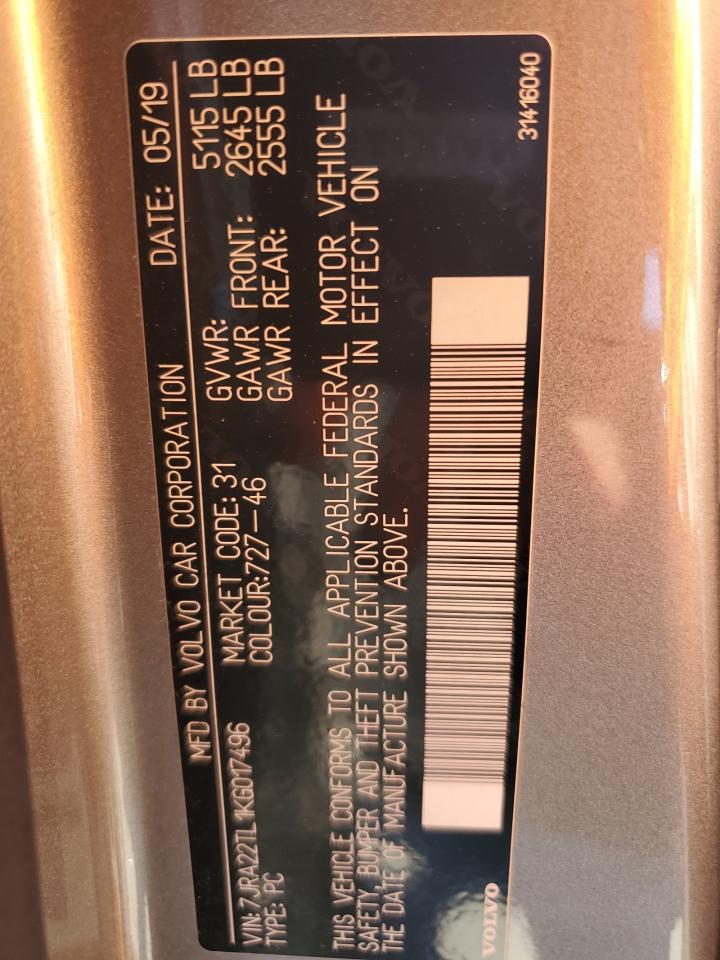 MFD BY VOLVO CAR CORPORATION DATE: 05/19
MARKET CODE: 31 GVWR: 5115 LB
COLOUR:727-46 GAWR FRONT: 2645 LB
VIN: 7JRA22TL1KG017496 GAWR REAR: 2555 LB
TYPE: PC
THIS VEHICLE CONFORMS TO ALL APPLICABLE FEDERAL MOTOR VEHICLE
SAFETY, BUMPER AND THEFT PREVENTION STANDARDS IN EFFECT ON
THE DATE OF MANUFACTURE SHOWN ABOVE.
VOLVO 31416040